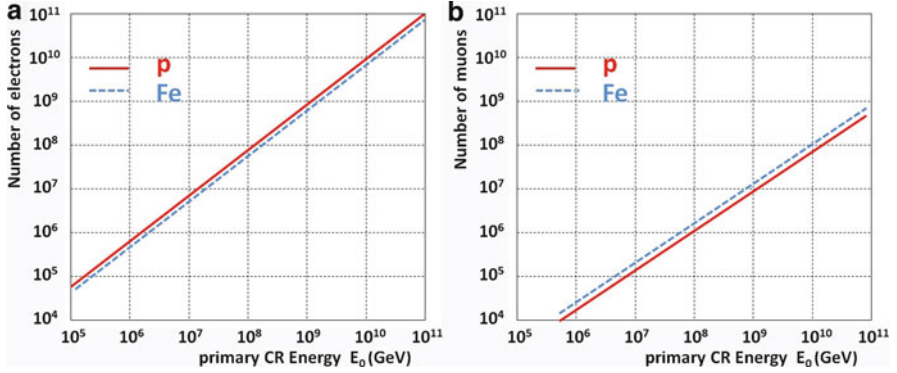 a
Number of electrons
10¹¹
10¹⁰
10⁹
10⁸
10⁷
10⁶
10⁵
10⁴
p
Fe
10⁵ 10⁶ 10⁷ 10⁸ 10⁹ 10¹⁰ 10¹¹
primary CR Energy E₀(GeV)
b
Number of muons
10¹¹
10¹⁰
10⁹
10⁸
10⁷
10⁶
10⁵
10⁴
p
Fe
10⁵ 10⁶ 10⁷ 10⁸ 10⁹ 10¹⁰ 10¹¹
primary CR Energy E₀(GeV)